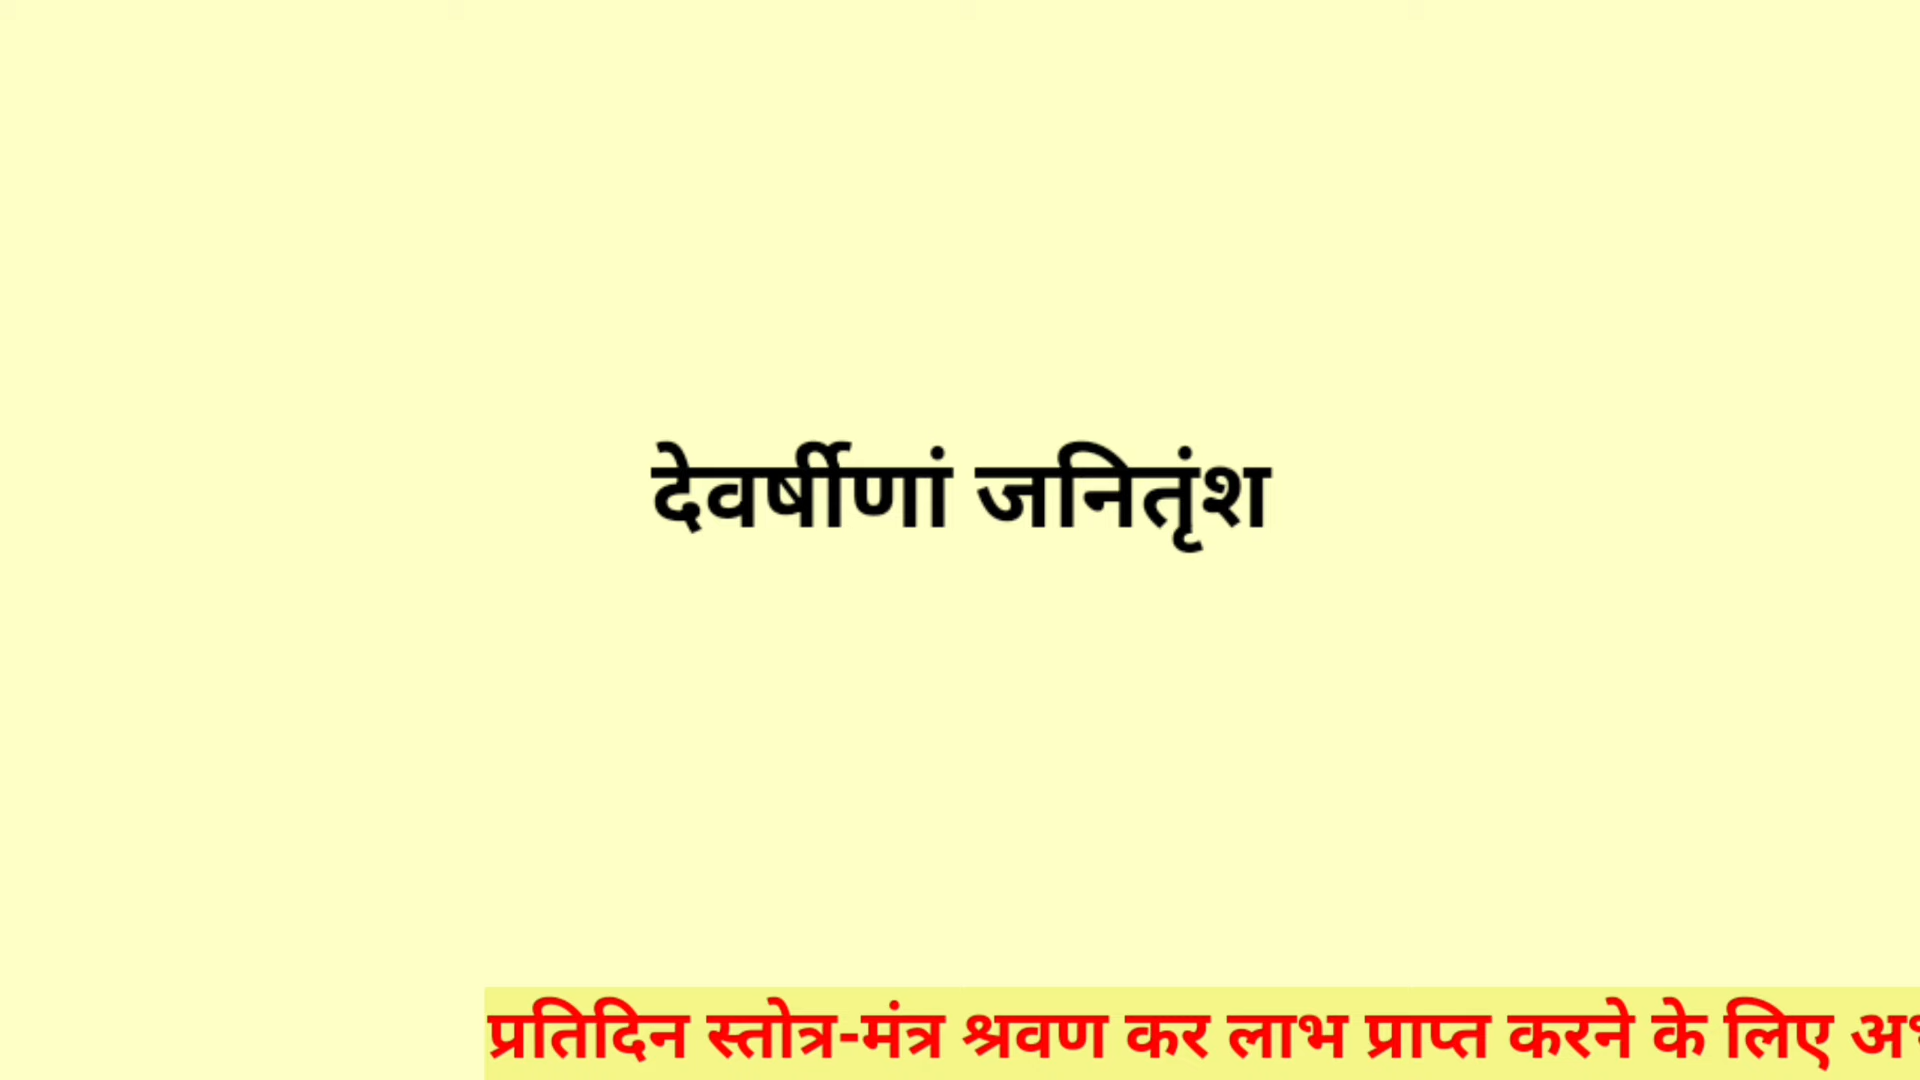 देवर्षीणां जनितृंश
प्रतिदिन स्तोत्र-मंत्र श्रवण कर लाभ प्राप्त करने के लिए